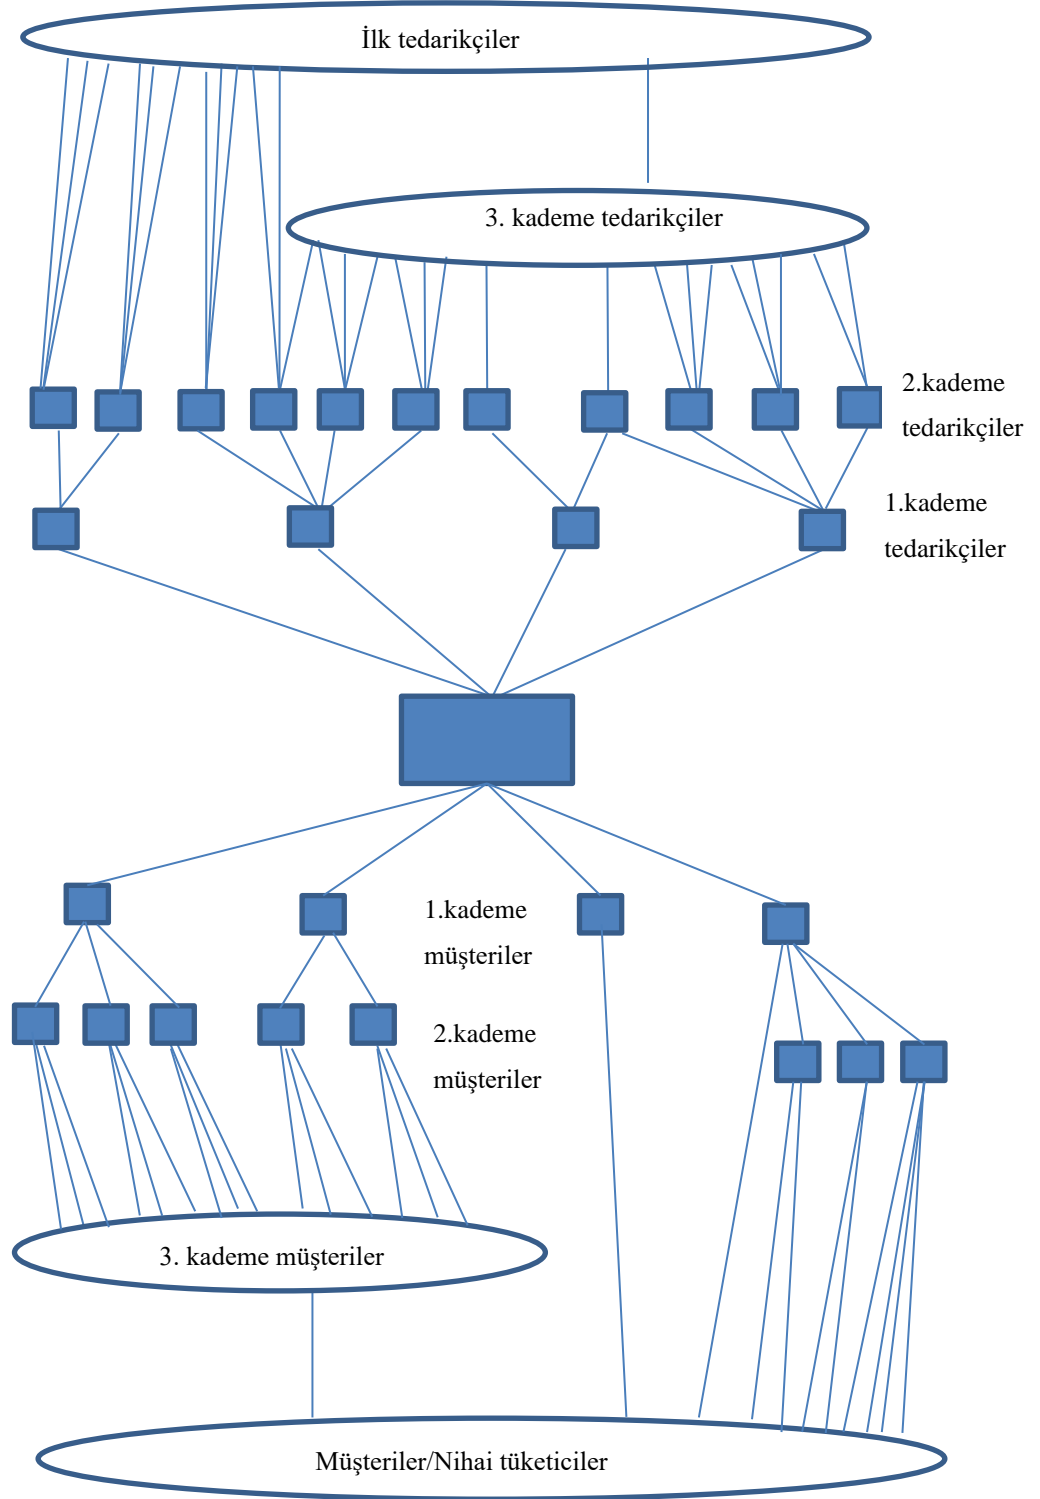 İlk tedarikçiler
3. kademe tedarikçiler
2.kademe
tedarikçiler
1.kademe
tedarikçiler
1.kademe
müşteriler
2.kademe
müşteriler
3. kademe müşteriler
Müşteriler/Nihai tüketiciler